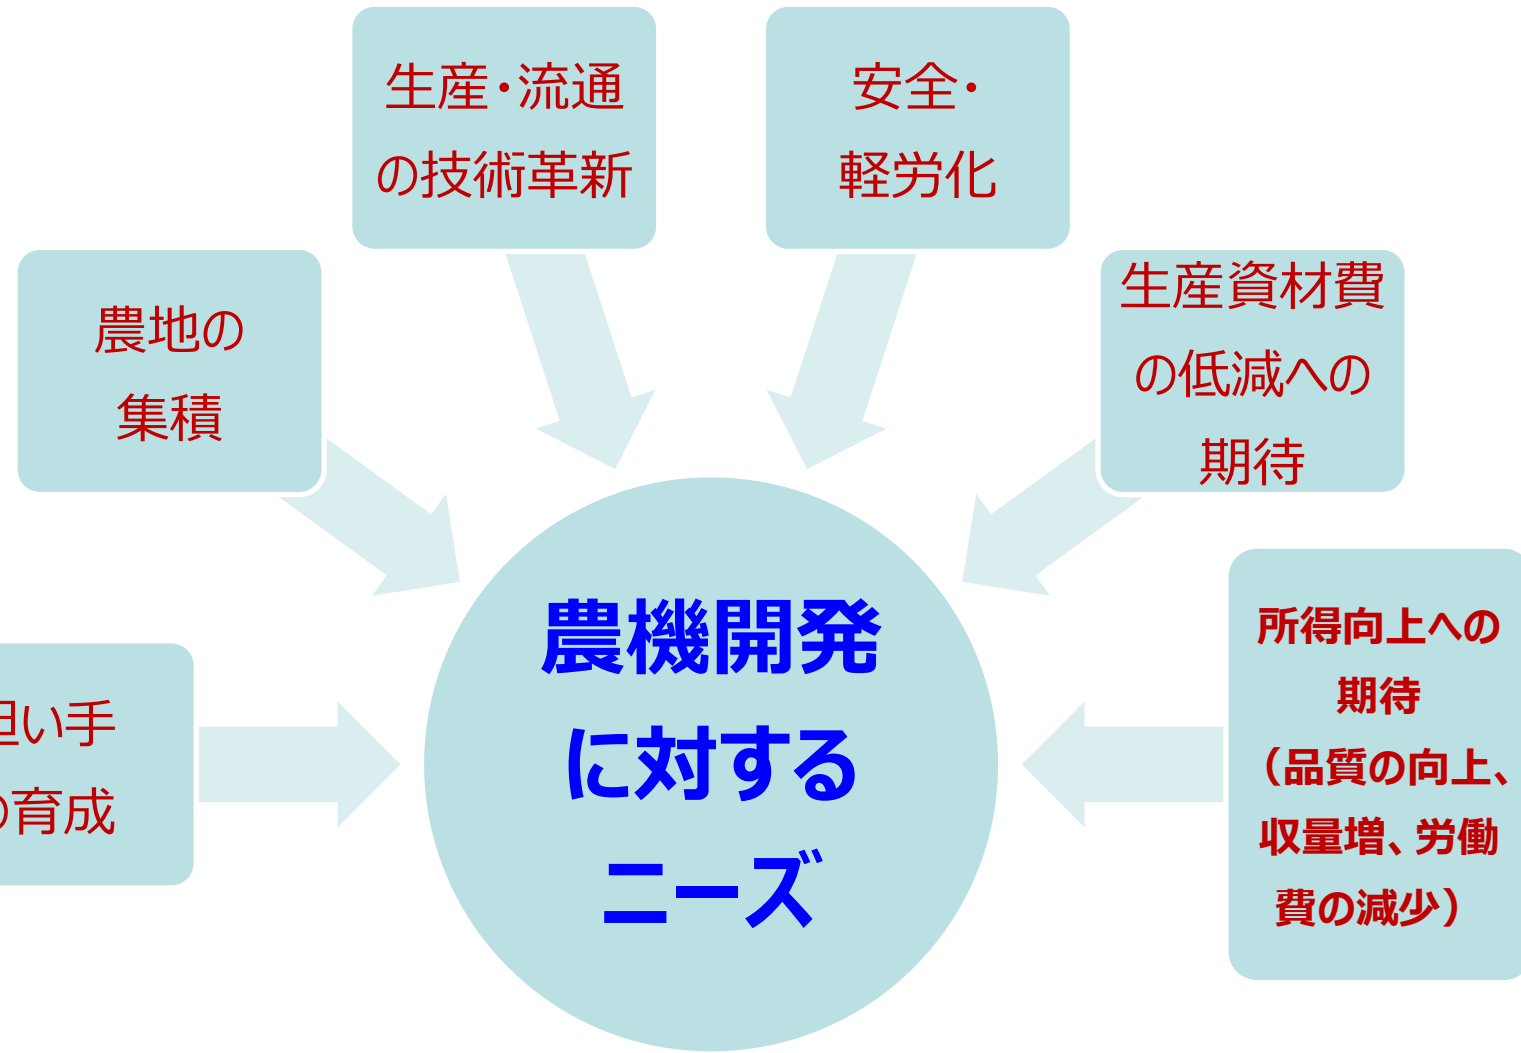 生産・流通
の技術革新
安全・
軽労化
農地の
集積
生産資材費
の低減への
期待
担い手
の育成
農機開発
に対する
ニーズ
所得向上への
期待
（品質の向上、
収量増、労働
費の減少）